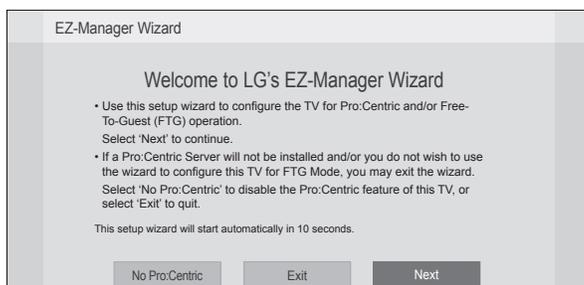 EZ-Manager Wizard
Welcome to LG's EZ-Manager Wizard
• Use this setup wizard to configure the TV for Pro:Centric and/or Free-
To-Guest (FTG) operation.
Select 'Next' to continue.
• If a Pro:Centric Server will not be installed and/or you do not wish to use
the wizard to configure this TV for FTG Mode, you may exit the wizard.
Select 'No Pro:Centric' to disable the Pro:Centric feature of this TV, or
select 'Exit' to quit.
This setup wizard will start automatically in 10 seconds.
No Pro:Centric Exit Next